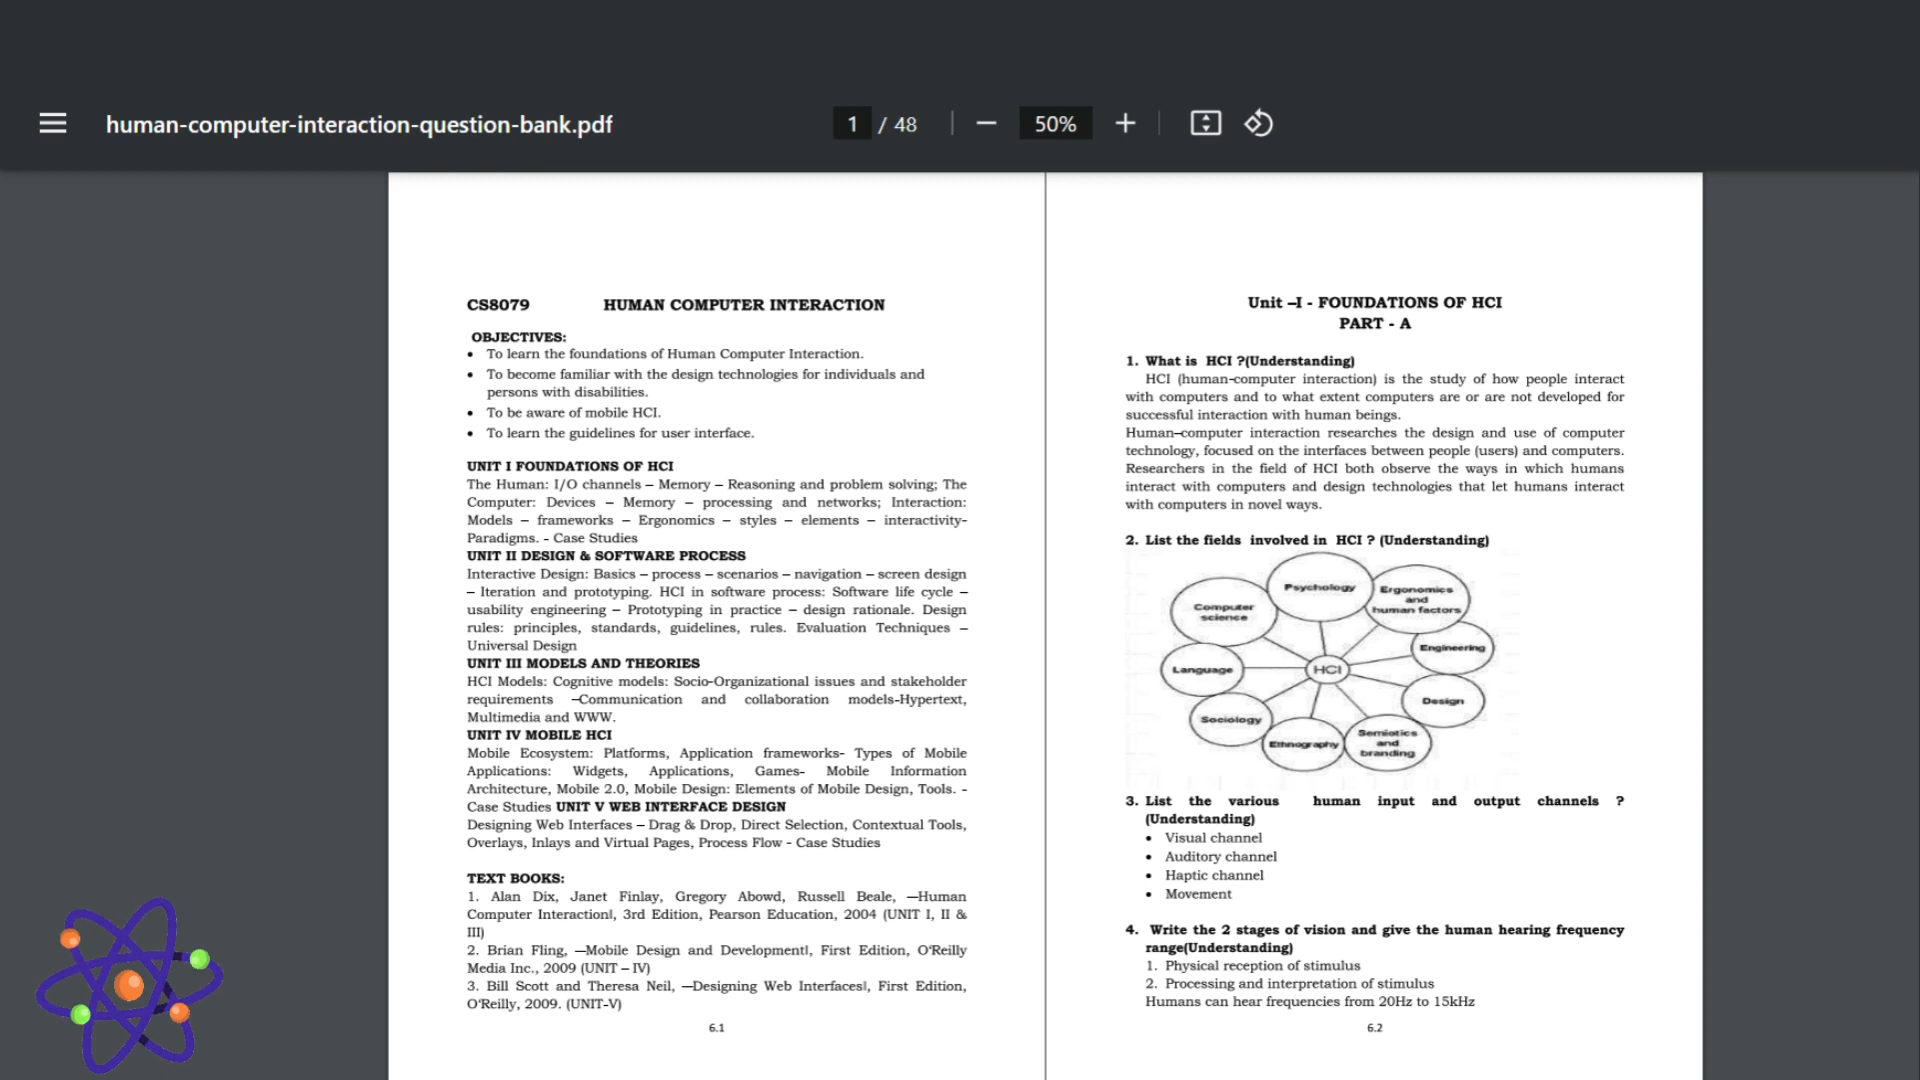 human-computer-interaction-question-bank.pdf
1 / 48
50%
CS8079 HUMAN COMPUTER INTERACTION
OBJECTIVES:
• To learn the foundations of Human Computer Interaction.
• To become familiar with the design technologies for individuals and
persons with disabilities.
• To be aware of mobile HCI.
• To learn the guidelines for user interface.
UNIT I FOUNDATIONS OF HCI
The Human: I/O channels – Memory – Reasoning and problem solving; The
Computer: Devices – Memory – processing and networks; Interaction:
Models – frameworks – Ergonomics – styles – elements – interactivity-
Paradigms. - Case Studies
UNIT II DESIGN & SOFTWARE PROCESS
Interactive Design: Basics – process – scenarios – navigation – screen design
– Iteration and prototyping. HCI in software process: Software life cycle –
usability engineering – Prototyping in practice – design rationale. Design
rules: principles, standards, guidelines, rules. Evaluation Techniques –
Universal Design
UNIT III MODELS AND THEORIES
HCI Models: Cognitive models: Socio-Organizational issues and stakeholder
requirements –Communication and collaboration models-Hypertext,
Multimedia and WWW.
UNIT IV MOBILE HCI
Mobile Ecosystem: Platforms, Application frameworks- Types of Mobile
Applications: Widgets, Applications, Games- Mobile Information
Architecture, Mobile 2.0, Mobile Design: Elements of Mobile Design, Tools. -
Case Studies UNIT V WEB INTERFACE DESIGN
Designing Web Interfaces – Drag & Drop, Direct Selection, Contextual Tools,
Overlays, Inlays and Virtual Pages, Process Flow - Case Studies
TEXT BOOKS:
1. Alan Dix, Janet Finlay, Gregory Abowd, Russell Beale, ―Human
Computer Interaction‖, 3rd Edition, Pearson Education, 2004 (UNIT I, II &
III)
2. Brian Fling, ―Mobile Design and Development‖, First Edition, O‘Reilly
Media Inc., 2009 (UNIT – IV)
3. Bill Scott and Theresa Neil, ―Designing Web Interfaces‖, First Edition,
O‘Reilly, 2009. (UNIT-V)
6.1
Unit –I - FOUNDATIONS OF HCI
PART - A
1. What is HCI ?(Understanding)
HCI (human-computer interaction) is the study of how people interact
with computers and to what extent computers are or are not developed for
successful interaction with human beings.
Human–computer interaction researches the design and use of computer
technology, focused on the interfaces between people (users) and computers.
Researchers in the field of HCI both observe the ways in which humans
interact with computers and design technologies that let humans interact
with computers in novel ways.
2. List the fields involved in HCI ? (Understanding)
Psychology
Ergonomics
and
human factors
Computer
science
Engineering
Language
HCI
Design
Sociology
Semiotics
and
branding
Ethnography
3. List the various human input and output channels ?
(Understanding)
• Visual channel
• Auditory channel
• Haptic channel
• Movement
4. Write the 2 stages of vision and give the human hearing frequency
range(Understanding)
1. Physical reception of stimulus
2. Processing and interpretation of stimulus
Humans can hear frequencies from 20Hz to 15kHz
6.2